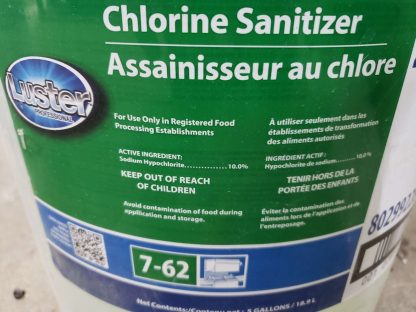 Chlorine Sanitizer
Assainisseur au chlore
Luster
PROFESSIONAL
For Use Only in Registered Food
Processing Establishments
ACTIVE INGREDIENT:
Sodium Hypochlorite................10.0%
KEEP OUT OF REACH
OF CHILDREN
Avoid contamination of food during
application and storage.
À utiliser seulement dans les
établissements de transformation
des aliments autorisés
INGRÉDIENT ACTIF :
Hypochlorite de sodium........10.0 %
TENIR HORS DE LA
PORTÉE DES ENFANTS
Éviter la contamination des
aliments lors de l'application et de
l'entreposage.
7-62
Net Contents/Contenu net : 5 GALLONS / 18.9 L